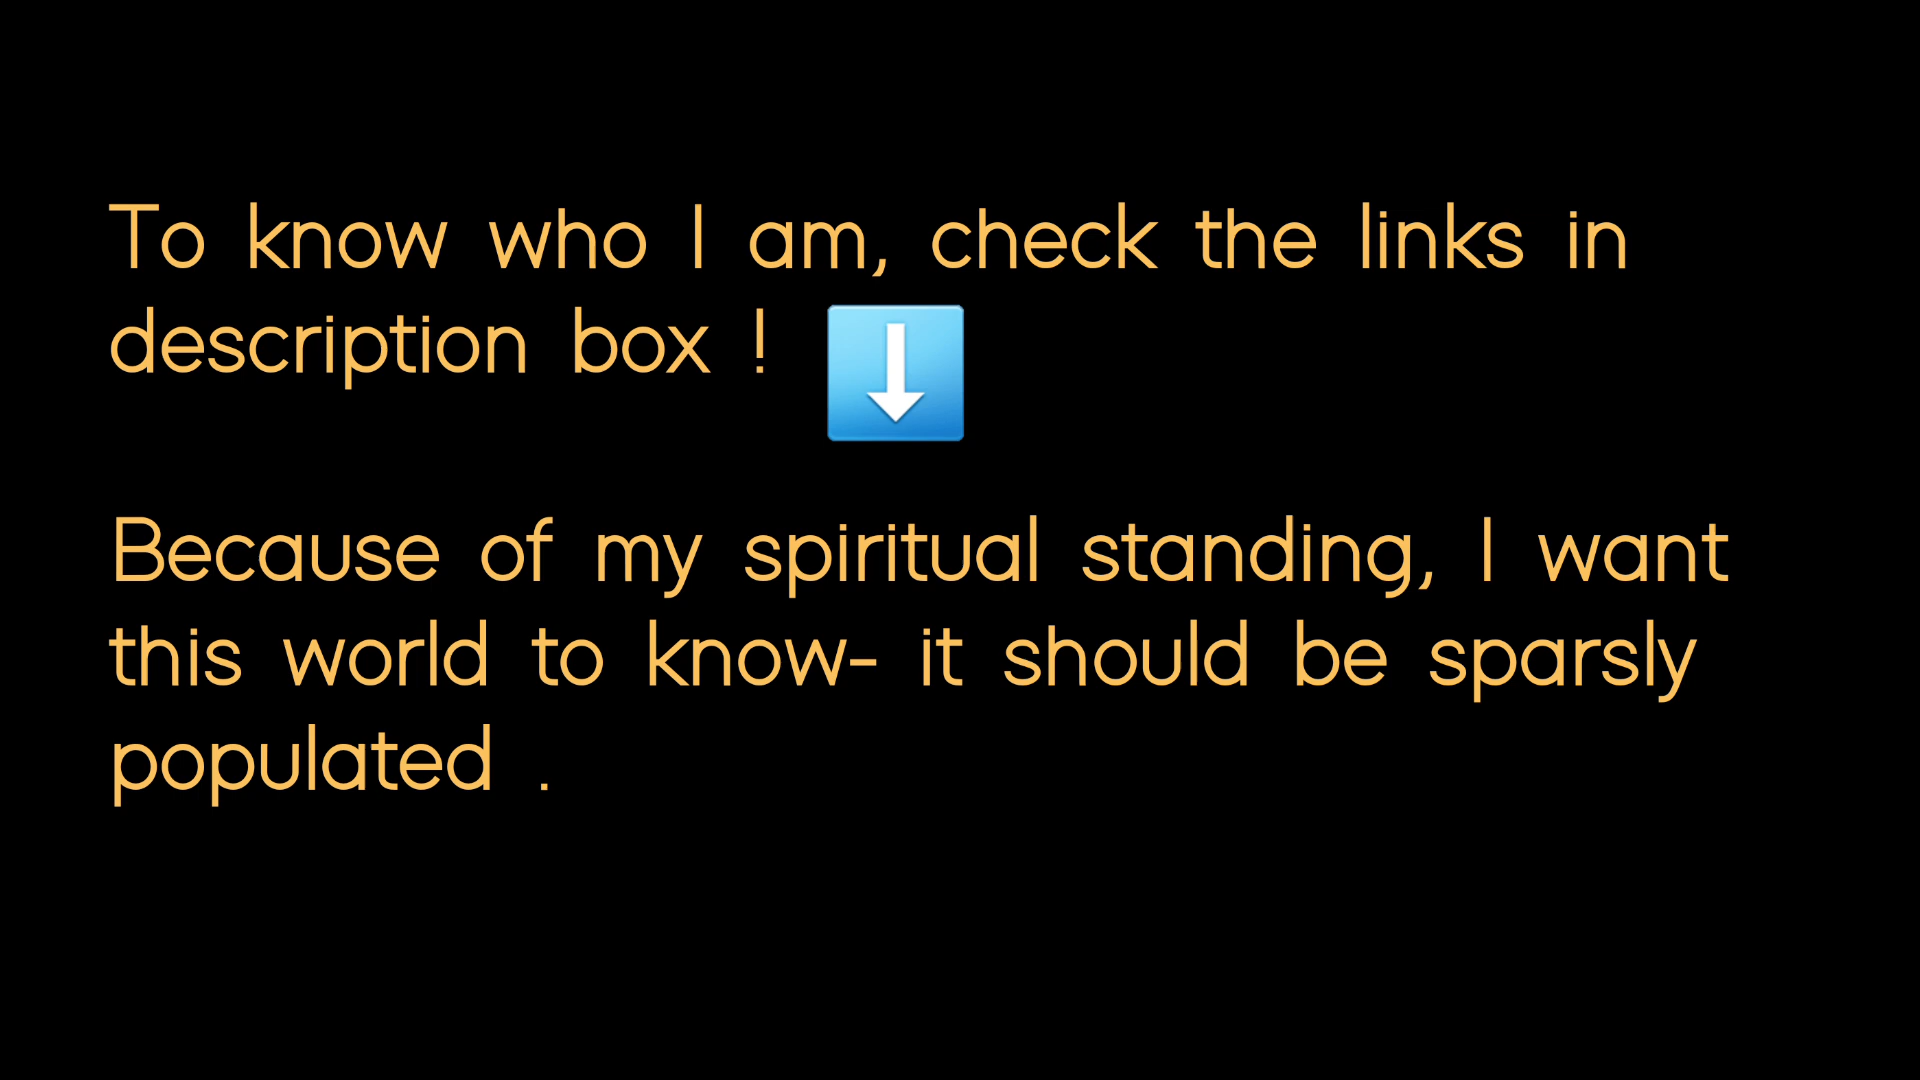 To know who I am, check the links in
description box ! ⬇️
Because of my spiritual standing, I want
this world to know- it should be sparsly
populated .